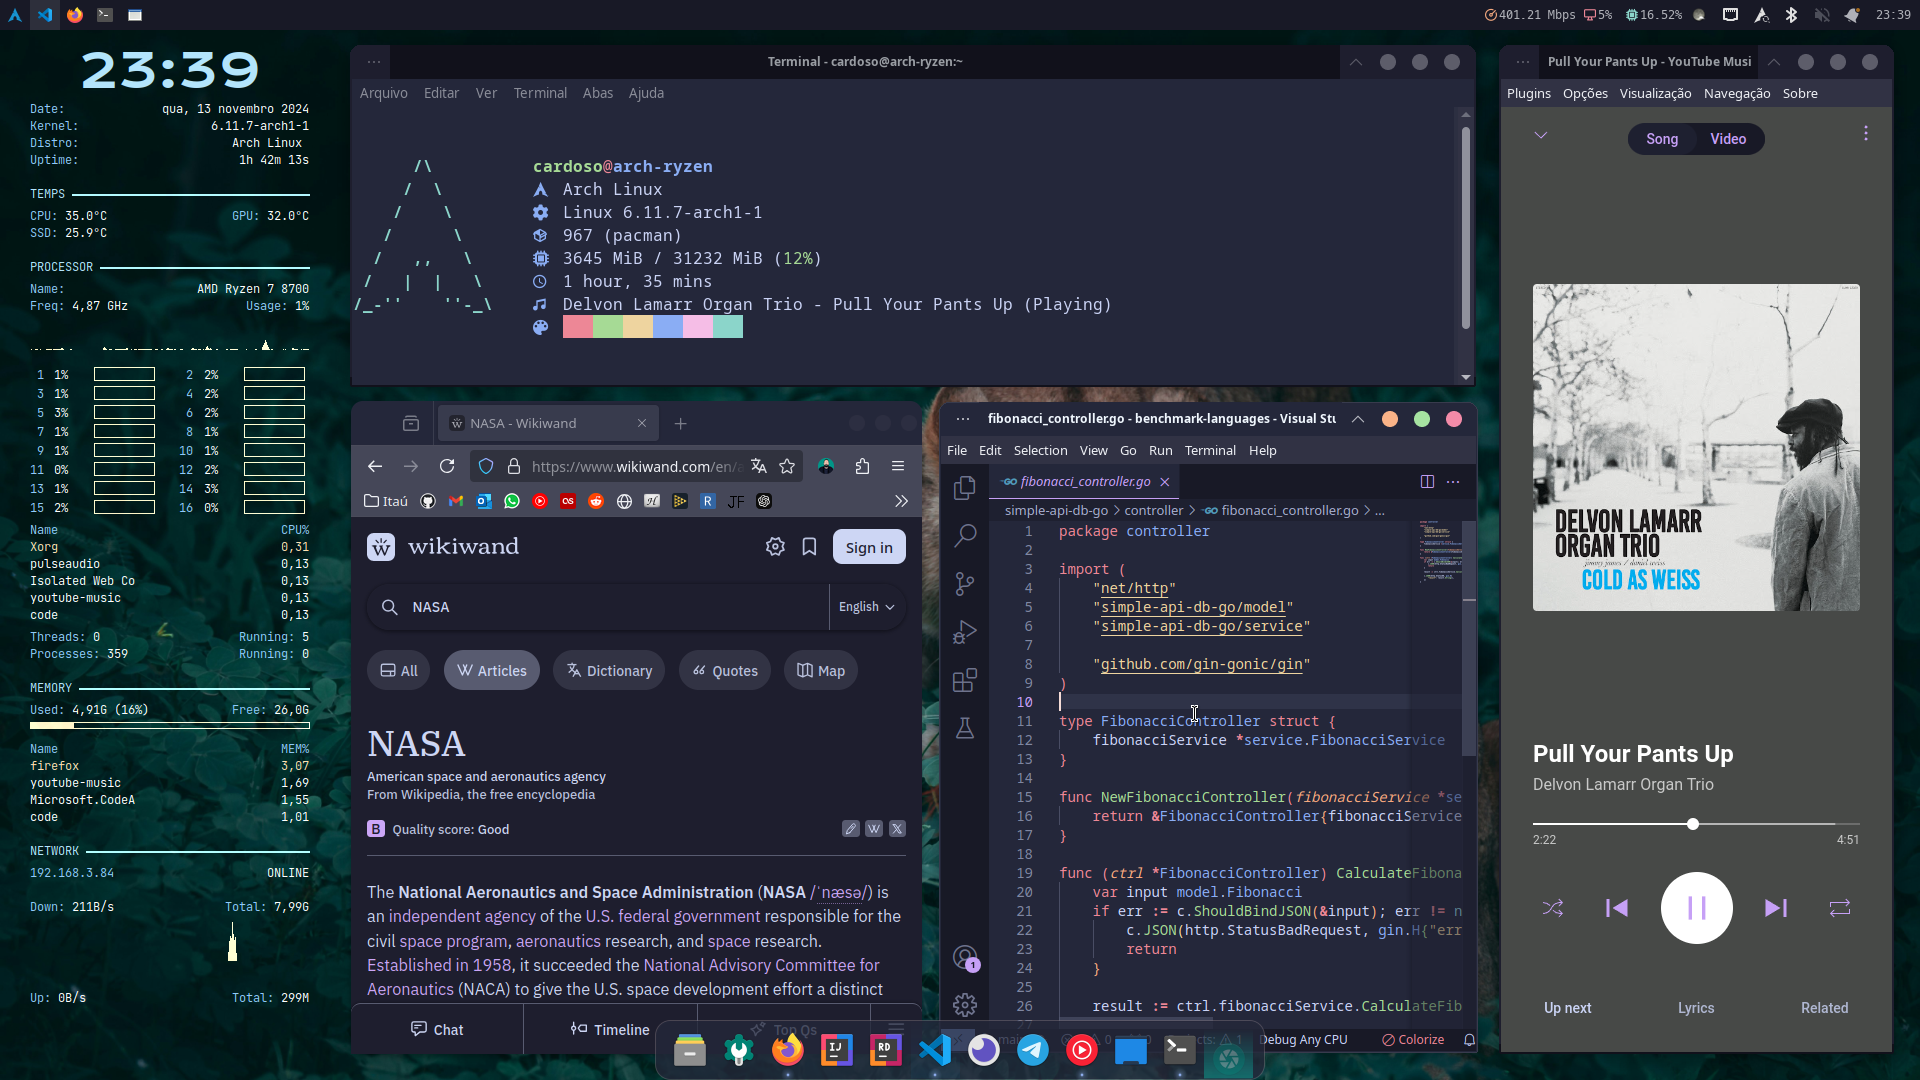 401.21 Mbps 5% 16.52% 23:39
23:39
Date: qua, 13 novembro 2024
Kernel: 6.11.7-arch1-1
Distro: Arch Linux
Uptime: 1h 42m 13s
TEMPS
CPU: 35.0°C GPU: 32.0°C
SSD: 25.9°C
PROCESSOR
Name: AMD Ryzen 7 8700
Freq: 4,87 GHz Usage: 1%
1 1% 2 2%
3 1% 4 2%
5 3% 6 2%
7 1% 8 1%
9 1% 10 1%
11 0% 12 2%
13 1% 14 3%
15 2% 16 0%
Name CPU%
Xorg 0,31
pulseaudio 0,13
Isolated Web Co 0,13
youtube-music 0,13
code 0,13
Threads: 0 Running: 5
Processes: 359 Running: 0
MEMORY
Used: 4,91G (16%) Free: 26,0G
Name MEM%
firefox 3,07
youtube-music 1,69
Microsoft.CodeA 1,55
code 1,01
NETWORK
192.168.3.84 ONLINE
Down: 211B/s Total: 7,99G
Up: 0B/s Total: 299M
Terminal - cardoso@arch-ryzen:~
Arquivo Editar Ver Terminal Abas Ajuda
cardoso@arch-ryzen
Arch Linux
Linux 6.11.7-arch1-1
967 (pacman)
3645 MiB / 31232 MiB (12%)
1 hour, 35 mins
Delvon Lamarr Organ Trio - Pull Your Pants Up (Playing)
NASA - Wikiwand
https://www.wikiwand.com/en/a
Itaú
wikiwand
Sign in
NASA English
All Articles Dictionary Quotes Map
NASA
American space and aeronautics agency
From Wikipedia, the free encyclopedia
B Quality score: Good
The National Aeronautics and Space Administration (NASA /ˈnæsə/) is
an independent agency of the U.S. federal government responsible for the
civil space program, aeronautics research, and space research.
Established in 1958, it succeeded the National Advisory Committee for
Aeronautics (NACA) to give the U.S. space development effort a distinct
Chat Timeline Top Qs
fibonacci_controller.go - benchmark-languages - Visual Stu
File Edit Selection View Go Run Terminal Help
fibonacci_controller.go
simple-api-db-go > controller > fibonacci_controller.go > ...
1 package controller
2
3 import (
4 "net/http"
5 "simple-api-db-go/model"
6 "simple-api-db-go/service"
7
8 "github.com/gin-gonic/gin"
9 )
10
11 type FibonacciController struct {
12 fibonacciService *service.FibonacciService
13 }
14
15 func NewFibonacciController(fibonacciService *se
16 return &FibonacciController{fibonacciService
17 }
18
19 func (ctrl *FibonacciController) CalculateFibona
20 var input model.Fibonacci
21 if err := c.ShouldBindJSON(&input); err != n
22 c.JSON(http.StatusBadRequest, gin.H{"err
23 return
24 }
25
26 result := ctrl.fibonacciService.CalculateFib
1
Debug Any CPU Colorize
IJ RD
Pull Your Pants Up - YouTube Musi
Plugins Opções Visualização Navegação Sobre
Song Video
DELVON LAMARR
ORGAN TRIO
jimmy james / daniel weiss
COLD AS WEISS
Pull Your Pants Up
Delvon Lamarr Organ Trio
2:22 4:51
Up next Lyrics Related